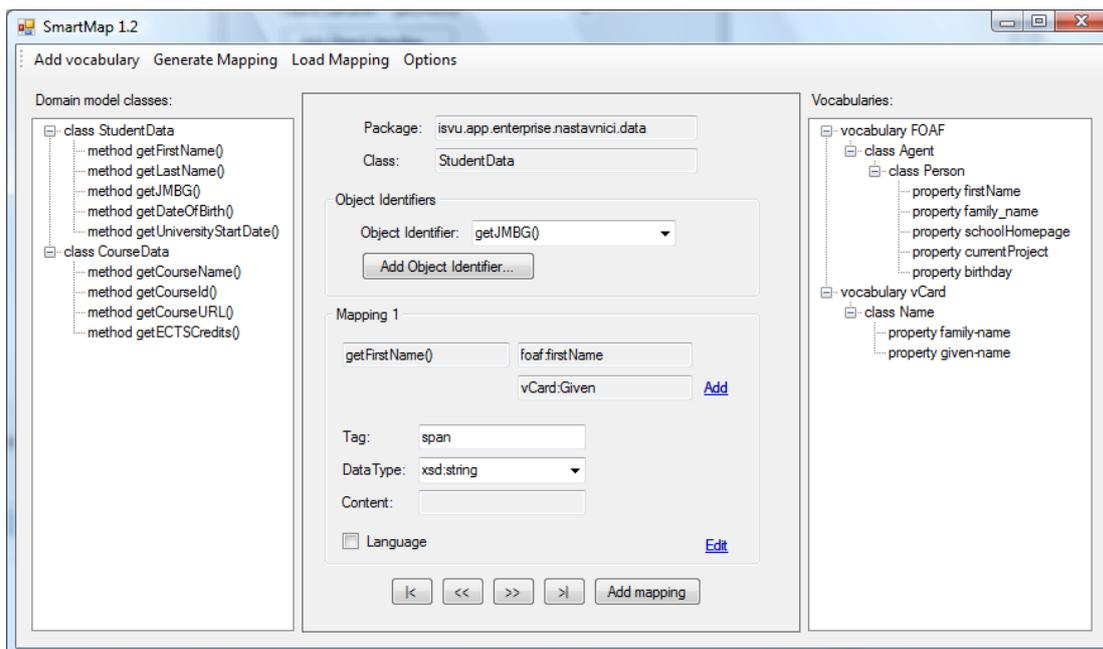 SmartMap 1.2
Add vocabulary Generate Mapping Load Mapping Options
Domain model classes:
class StudentData
method getFirstName()
method getLastName()
method getJMBG()
method getDateOfBirth()
method getUniversityStartDate()
class CourseData
method getCourseName()
method getCourseId()
method getCourseURL()
method getECTSCredits()
Package: isvu.app.enterprise.nastavnici.data
Class: StudentData
Object Identifiers
Object Identifier: getJMBG()
Add Object Identifier...
Mapping 1
getFirstName() foaf:firstName
vCard:Given Add
Tag: span
DataType: xsd:string
Content:
Language Edit
|< << >> >| Add mapping
Vocabularies:
vocabulary FOAF
class Agent
class Person
property firstName
property family_name
property schoolHomepage
property currentProject
property birthday
vocabulary vCard
class Name
property family-name
property given-name